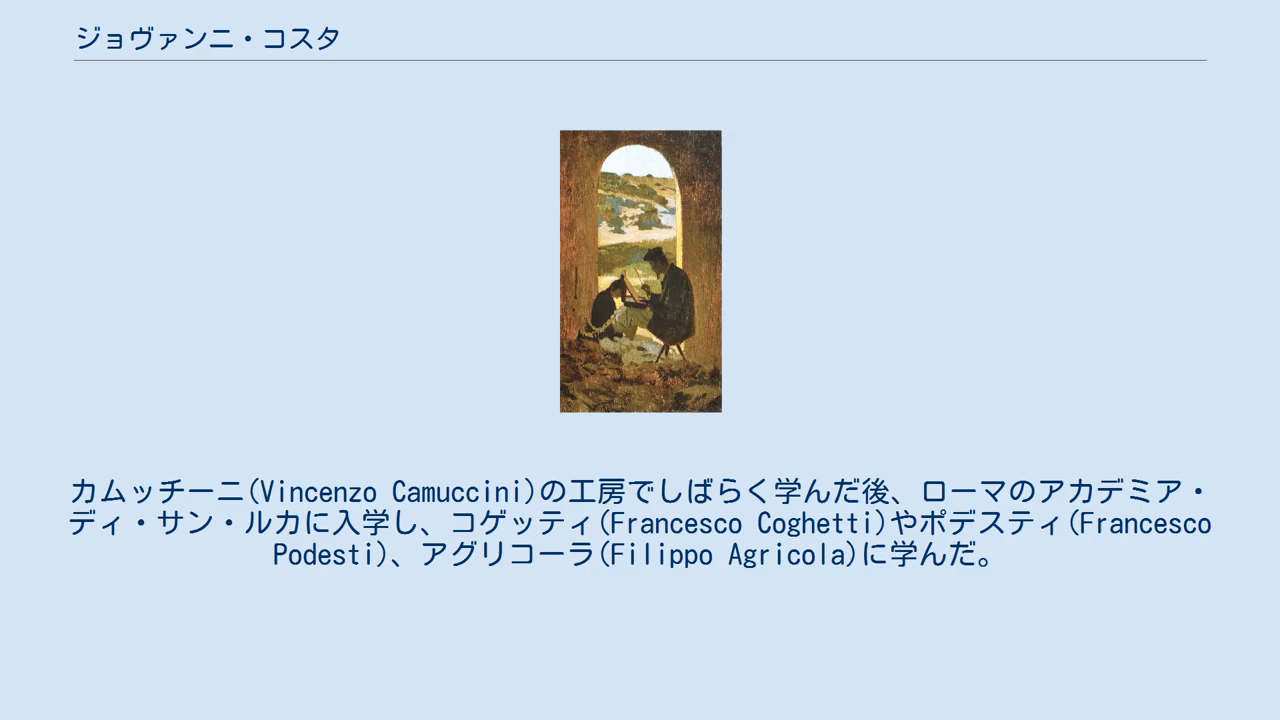 ジョヴァンニ・コスタ
カムッチーニ(Vincenzo Camuccini)の工房でしばらく学んだ後、ローマのアカデミア・
ディ・サン・ルカに入学し、コゲッティ(Francesco Coghetti)やポデスティ(Francesco
Podesti)、アグリコーラ(Filippo Agricola)に学んだ。